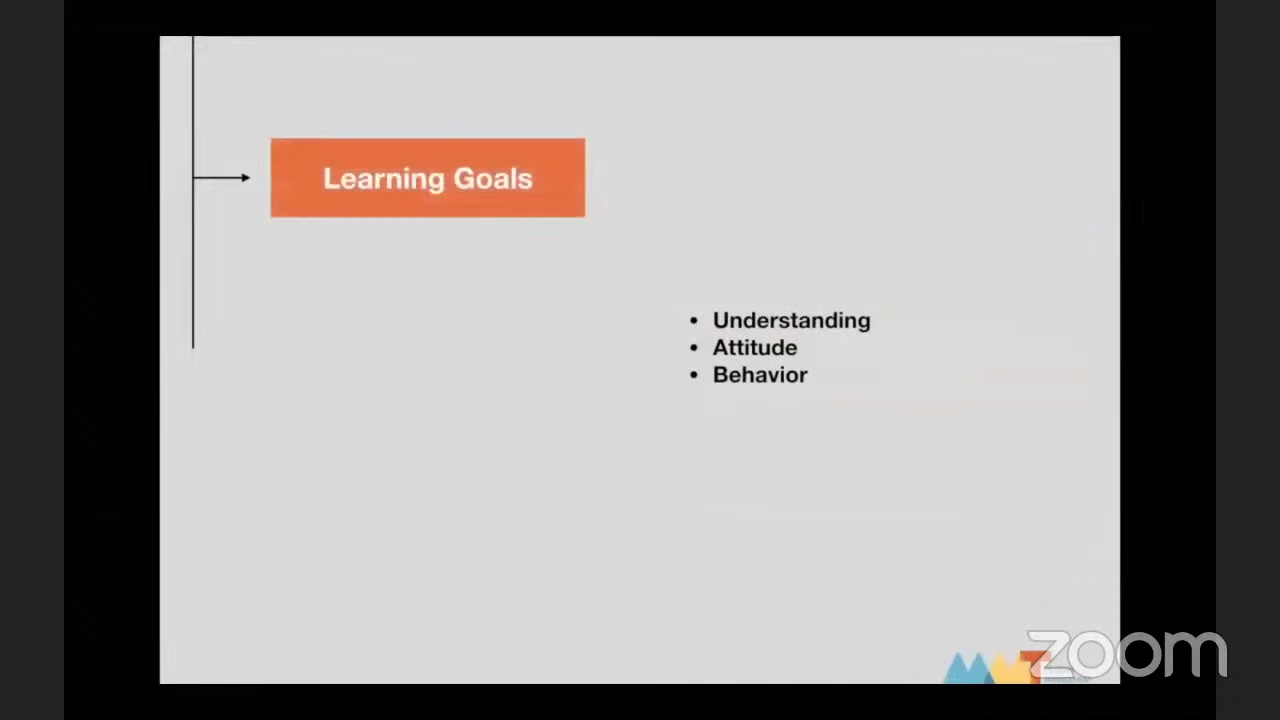 Learning Goals
• Understanding
• Attitude
• Behavior
zoom